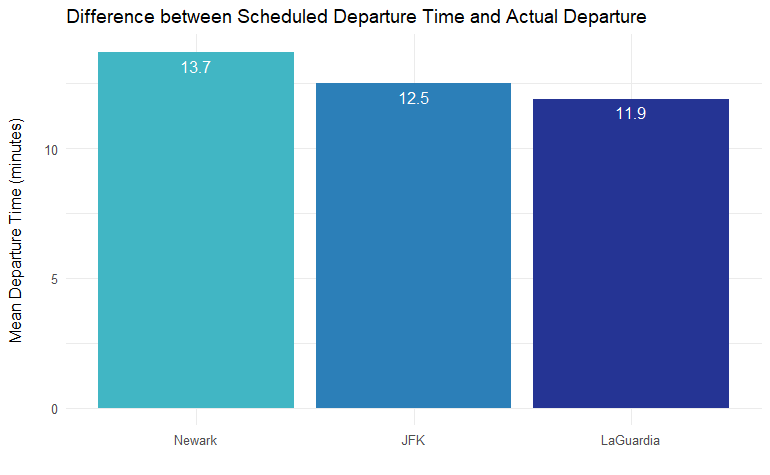 Difference between Scheduled Departure Time and Actual Departure
Mean Departure Time (minutes)
13.7
12.5
11.9
10
5
0
Newark
JFK
LaGuardia